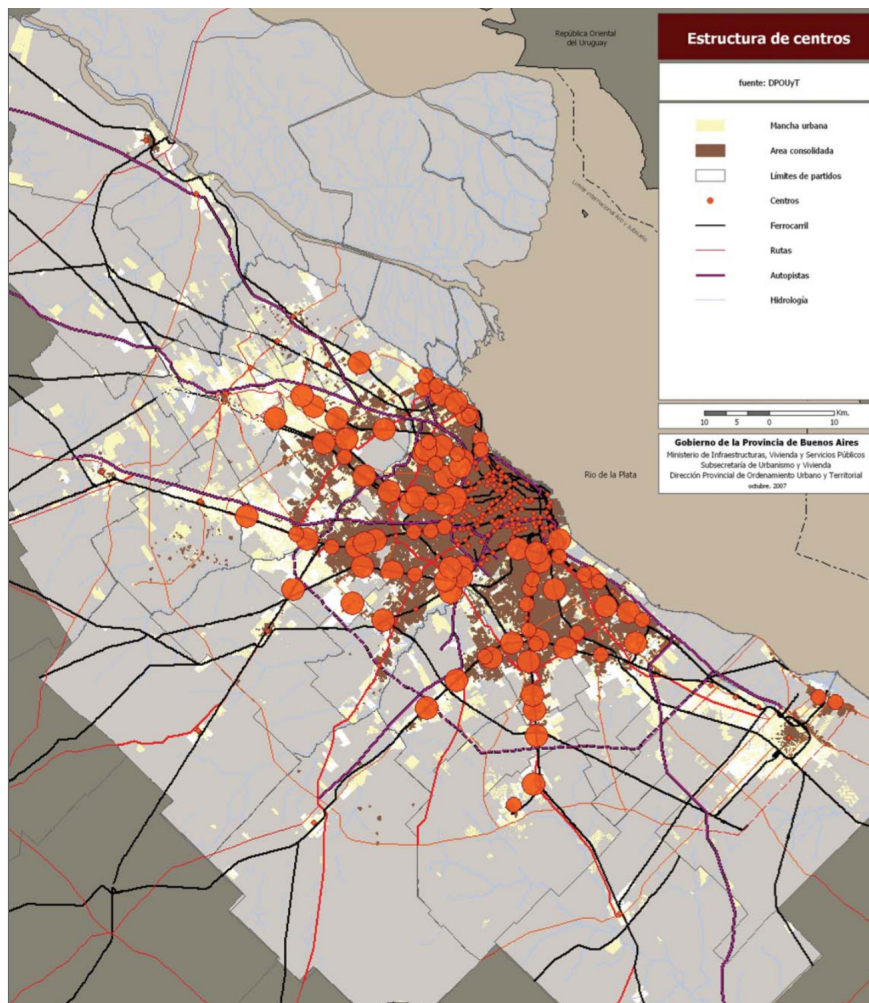 República Oriental
del Uruguay
Estructura de centros
fuente: DPOUyT
Mancha urbana
Area consolidada
Límites de partidos
Centros
Ferrocarril
Rutas
Autopistas
Hidrología
10 5 0 10 Km.
Gobierno de la Provincia de Buenos Aires
Ministerio de Infraestructuras, Vivienda y Servicios Públicos
Subsecretaría de Urbanismo y Vivienda
Dirección Provincial de Ordenamiento Urbano y Territorial
octubre. 2007
Rio de la Plata